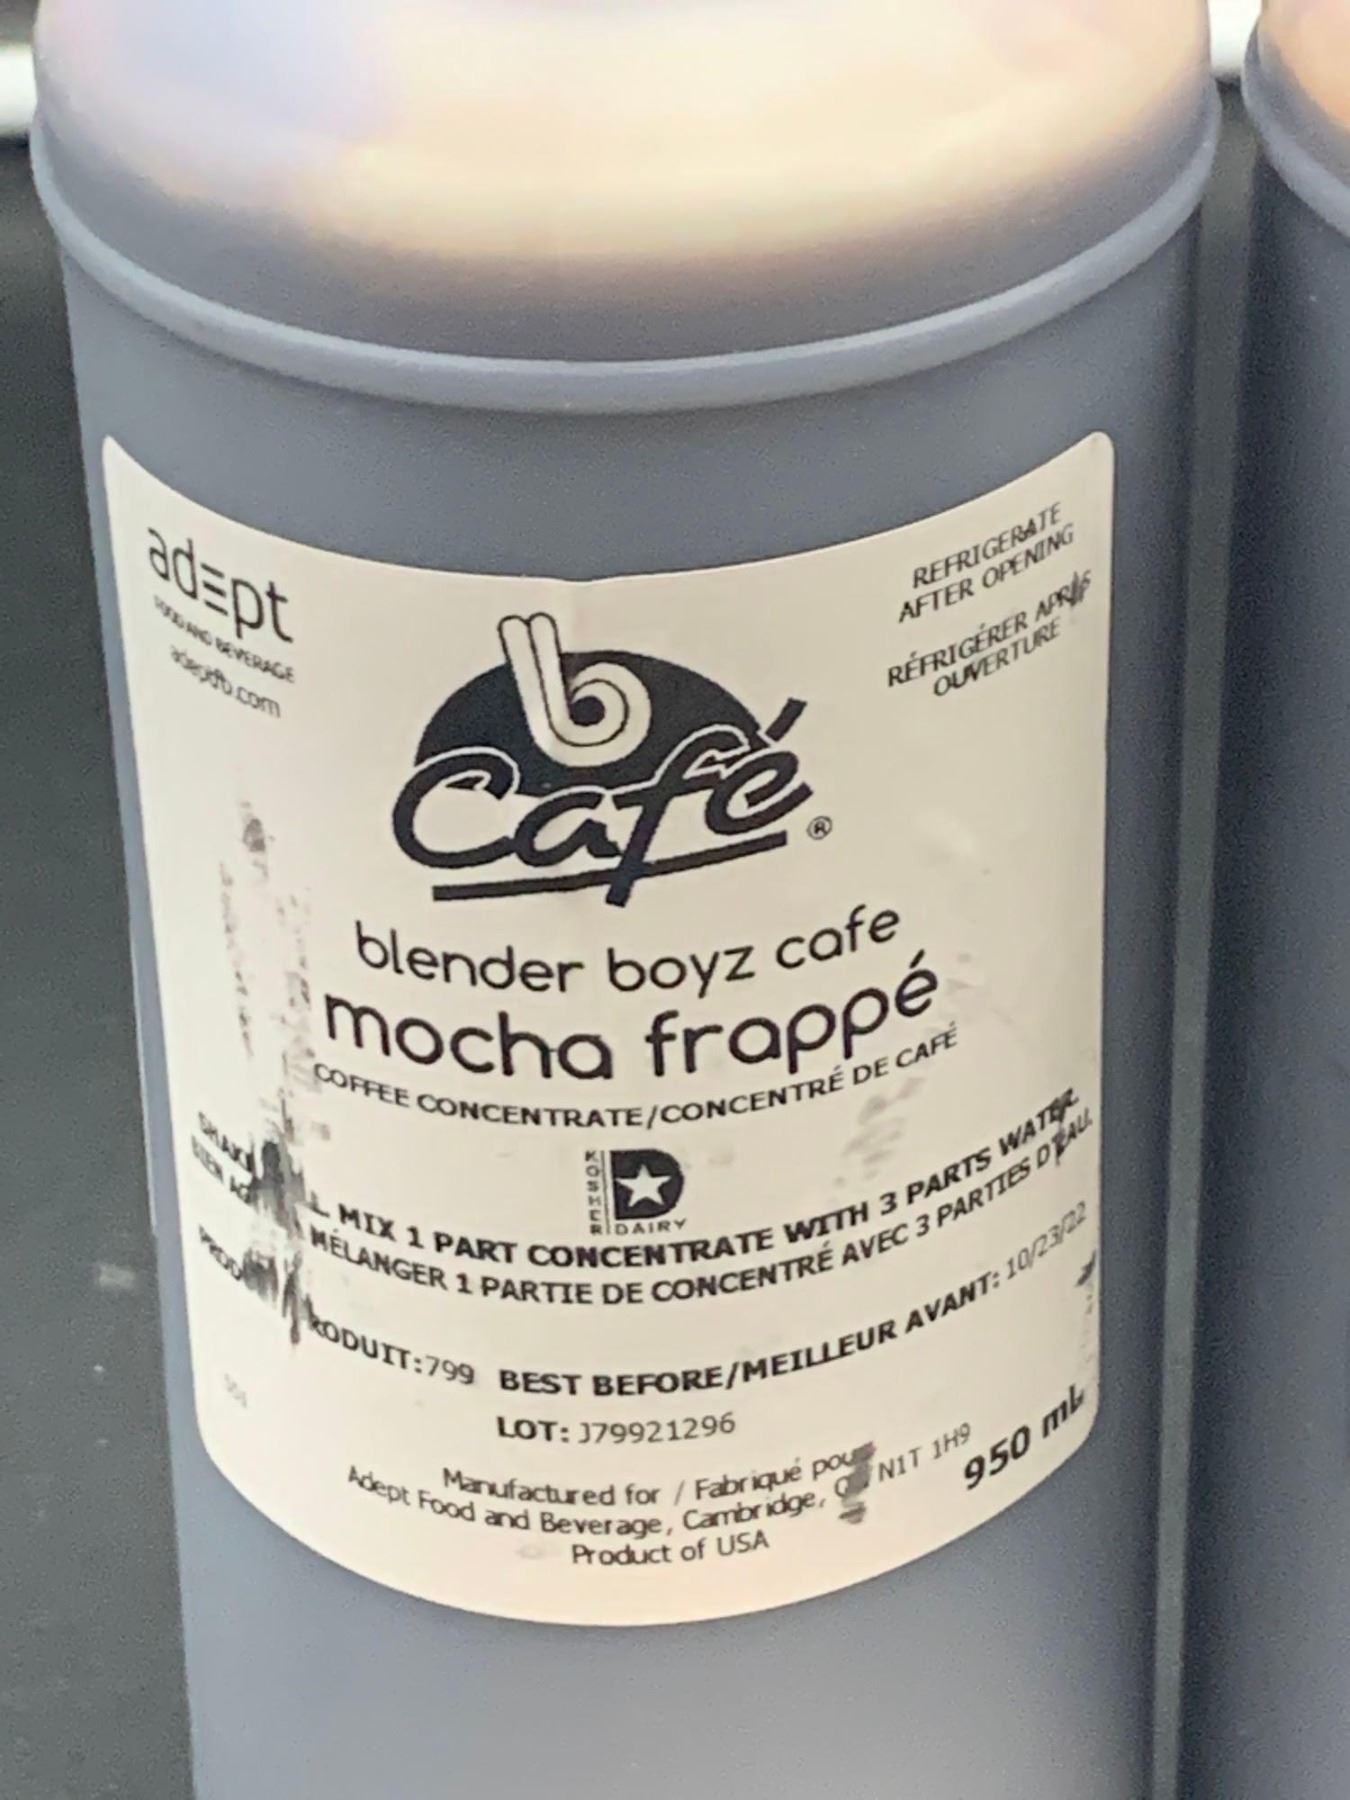 adept
FOOD AND BEVERAGE
adeptfb.com
REFRIGERATE
AFTER OPENING
RÉFRIGÉRER APRÈS
OUVERTURE
b
Café®
blender boyz cafe
mocha frappé
COFFEE CONCENTRATE/CONCENTRÉ DE CAFÉ
KOSHER
D
DAIRY
MIX 1 PART CONCENTRATE WITH 3 PARTS WATER.
MÉLANGER 1 PARTIE DE CONCENTRÉ AVEC 3 PARTIES D'EAU.
PRODUIT:799 BEST BEFORE/MEILLEUR AVANT: 10/23/22
LOT: J79921296
950 mL
Manufactured for / Fabriqué pour
Adept Food and Beverage, Cambridge, N1T 1H9
Product of USA